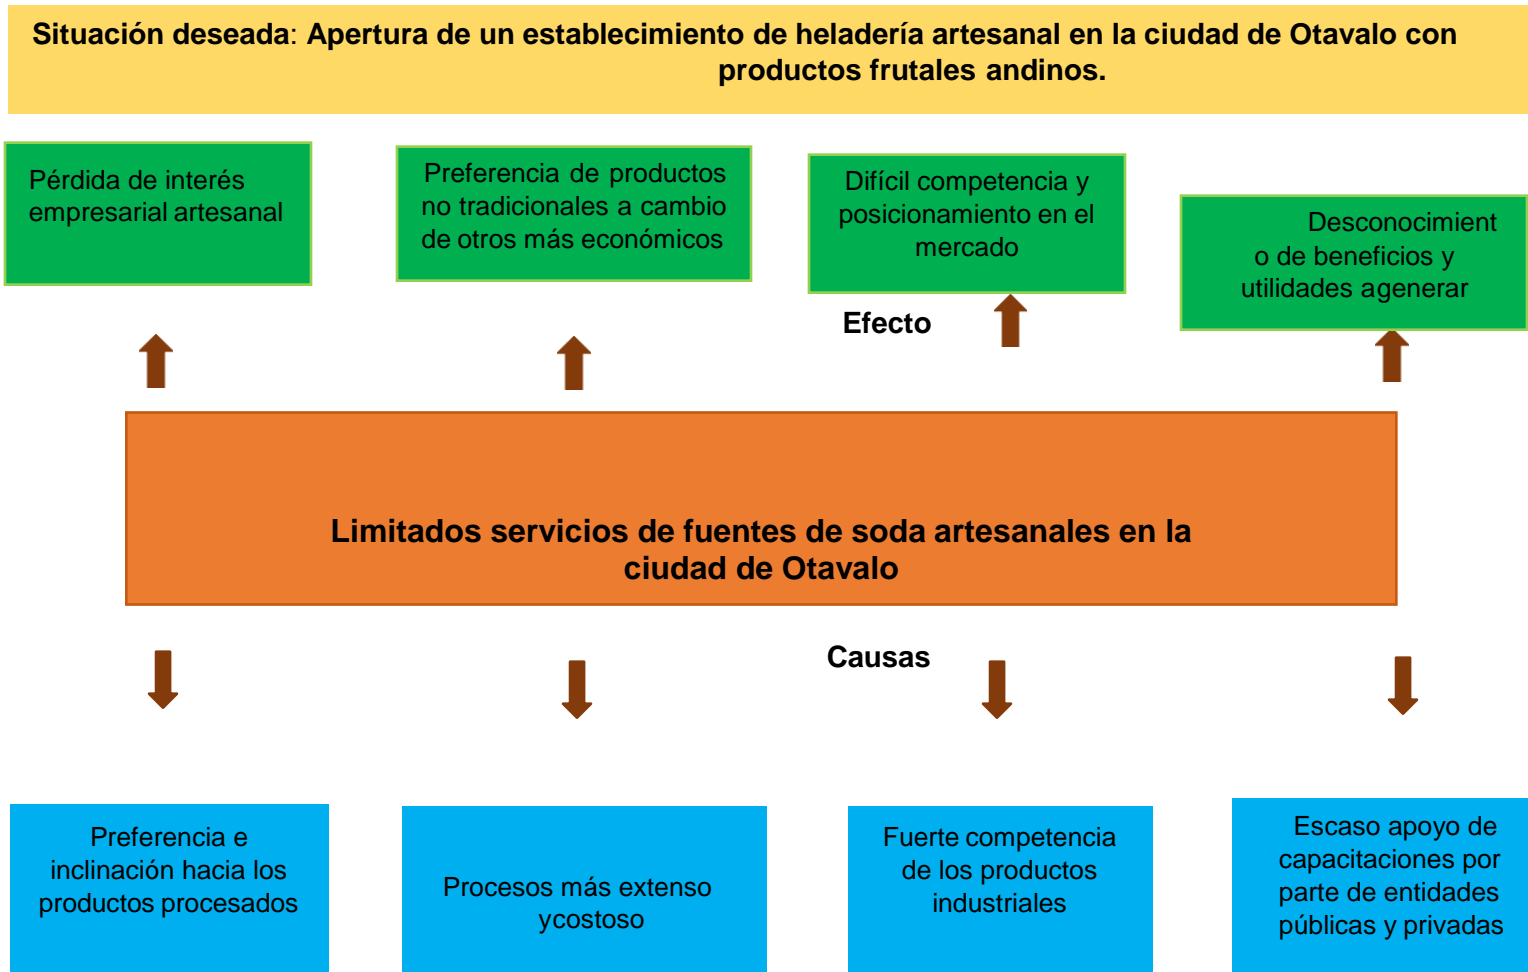 Situación deseada: Apertura de un establecimiento de heladería artesanal en la ciudad de Otavalo con
productos frutales andinos.
Pérdida de interés
empresarial artesanal
Preferencia de productos
no tradicionales a cambio
de otros más económicos
Difícil competencia y
posicionamiento en el
mercado
Desconocimient
o de beneficios y
utilidades agenerar
Efecto
Limitados servicios de fuentes de soda artesanales en la
ciudad de Otavalo
Causas
Preferencia e
inclinación hacia los
productos procesados
Procesos más extenso
ycostoso
Fuerte competencia
de los productos
industriales
Escaso apoyo de
capacitaciones por
parte de entidades
públicas y privadas